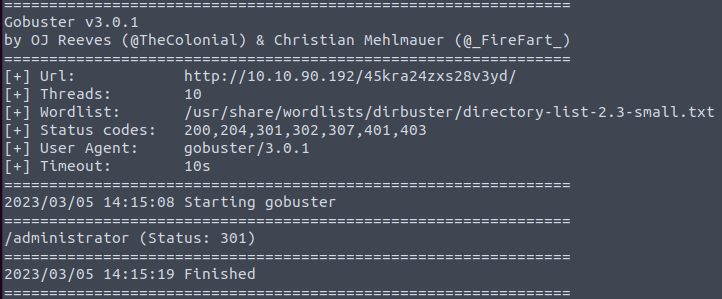 ===============================================================
Gobuster v3.0.1
by OJ Reeves (@TheColonial) & Christian Mehlmauer (@_FireFart_)
===============================================================
[+] Url:            http://10.10.90.192/45kra24zxs28v3yd/
[+] Threads:        10
[+] Wordlist:       /usr/share/wordlists/dirbuster/directory-list-2.3-small.txt
[+] Status codes:   200,204,301,302,307,401,403
[+] User Agent:     gobuster/3.0.1
[+] Timeout:        10s
===============================================================
2023/03/05 14:15:08 Starting gobuster
===============================================================
/administrator (Status: 301)
===============================================================
2023/03/05 14:15:19 Finished
===============================================================